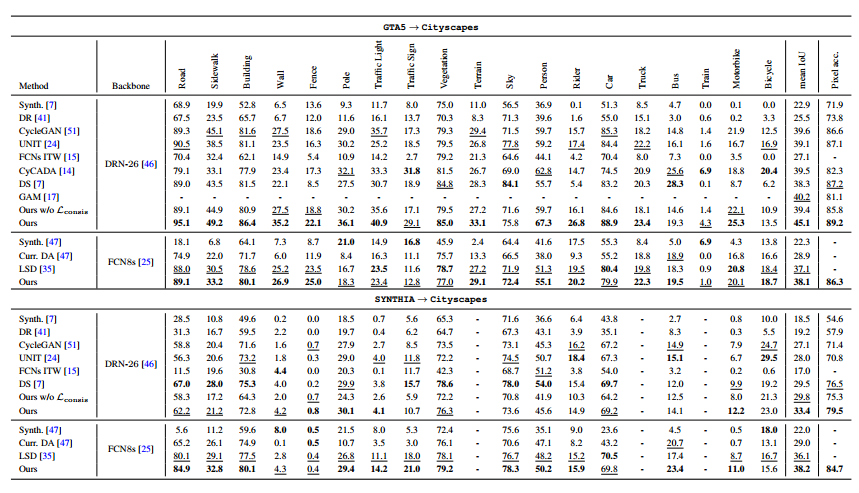 GTA5 → Cityscapes
Method Backbone Road Sidewalk Building Wall Fence Pole Traffic Light Traffic Sign Vegetation Terrain Sky Person Rider Car Truck Bus Train Motorbike Bicycle mean IoU Pixel acc.
Synth. [7] 68.9 19.9 52.8 6.5 13.6 9.3 11.7 8.0 75.0 11.0 56.5 36.9 0.1 51.3 8.5 4.7 0.0 0.1 0.0 22.9 71.9
DR [41] 67.5 23.5 65.7 6.7 12.0 11.6 16.1 13.7 70.3 8.3 71.3 39.6 1.6 55.0 15.1 3.0 0.6 0.2 3.3 25.5 73.8
CycleGAN [51] 89.3 45.1 81.6 27.5 18.6 29.0 35.7 17.3 79.3 29.4 71.5 59.7 15.7 85.3 18.2 14.8 1.4 21.9 12.5 39.6 86.6
UNIT [24] 90.5 38.5 81.1 23.5 16.3 30.2 25.2 18.5 79.5 26.8 77.8 59.2 17.4 84.4 22.2 16.1 1.6 16.7 16.9 39.1 87.1
FCNs ITW [15] 70.4 32.4 62.1 14.9 5.4 10.9 14.2 2.7 79.2 21.3 64.6 44.1 4.2 70.4 8.0 7.3 0.0 3.5 0.0 27.1 -
DRN-26 [46]
CyCADA [14] 79.1 33.1 77.9 23.4 17.3 32.1 33.3 31.8 81.5 26.7 69.0 62.8 14.7 74.5 20.9 25.6 6.9 18.8 20.4 39.5 82.3
DS [7] 89.0 43.5 81.5 22.1 8.5 27.5 30.7 18.9 84.8 28.3 84.1 55.7 5.4 83.2 20.3 28.3 0.1 8.7 6.2 38.3 87.2
GAM [17] 40.2 81.1
Ours w/o 𝓛consis 89.1 44.9 80.9 27.5 18.8 30.2 35.6 17.1 79.5 27.2 71.6 59.7 16.1 84.6 18.1 14.6 1.4 22.1 10.9 39.4 85.8
Ours 95.1 49.2 86.4 35.2 22.1 36.1 40.9 29.1 85.0 33.1 75.8 67.3 26.8 88.9 23.4 19.3 4.3 25.3 13.5 45.1 89.2
Synth. [47] 18.1 6.8 64.1 7.3 8.7 21.0 14.9 16.8 45.9 2.4 64.4 41.6 17.5 55.3 8.4 5.0 6.9 4.3 13.8 22.3 -
Curr. DA [47] 74.9 22.0 71.7 6.0 11.9 8.4 16.3 11.1 75.7 13.3 66.5 38.0 9.3 55.2 18.8 18.9 0.0 16.8 16.6 28.9 -
FCN8s [25]
LSD [35] 88.0 30.5 78.6 25.2 23.5 16.7 23.5 11.6 78.7 27.2 71.9 51.3 19.5 80.4 19.8 18.3 0.9 20.8 18.4 37.1 -
Ours 89.1 33.2 80.1 26.9 25.0 18.3 23.4 12.8 77.0 29.1 72.4 55.1 20.2 79.9 22.3 19.5 1.0 20.1 18.7 38.1 86.3
SYNTHIA → Cityscapes
Synth. [7] 28.5 10.8 49.6 0.2 0.0 18.5 0.7 5.6 65.3 - 71.6 36.6 6.4 43.8 - 2.7 - 0.8 10.0 18.5 54.6
DR [41] 31.3 16.7 59.5 2.2 0.0 19.7 0.4 6.2 64.7 - 67.3 43.1 3.9 35.1 - 8.3 - 0.3 5.5 19.2 57.9
CycleGAN [51] 58.8 20.4 71.6 1.6 0.7 27.9 2.7 8.5 73.5 - 73.1 45.3 16.2 67.2 - 14.9 - 7.9 24.7 27.1 71.4
UNIT [24] 56.3 20.6 73.2 1.8 0.3 29.0 4.0 11.8 72.2 - 74.5 50.7 18.4 67.3 - 15.1 - 6.7 29.5 28.0 70.8
DRN-26 [46]
FCNs ITW [15] 11.5 19.6 30.8 4.4 0.0 20.3 0.1 11.7 42.3 - 68.7 51.2 3.8 54.0 - 3.2 - 0.2 0.6 17.0 -
DS [7] 67.0 28.0 75.3 4.0 0.2 29.9 3.8 15.7 78.6 - 78.0 54.0 15.4 69.7 - 12.0 - 9.9 19.2 29.5 76.5
Ours w/o 𝓛consis 58.3 17.2 64.3 2.0 0.7 24.3 2.6 5.9 72.2 - 70.8 41.9 10.3 64.2 - 12.5 - 8.0 21.3 29.8 75.3
Ours 62.2 21.2 72.8 4.2 0.8 30.1 4.1 10.7 76.3 - 73.6 45.6 14.9 69.2 - 14.1 - 12.2 23.0 33.4 79.5
Synth. [47] 5.6 11.2 59.6 8.0 0.5 21.5 8.0 5.3 72.4 - 75.6 35.1 9.0 23.6 - 4.5 - 0.5 18.0 22.0 -
Curr. DA [47] 65.2 26.1 74.9 0.1 0.5 10.7 3.5 3.0 76.1 - 70.6 47.1 8.2 43.2 - 20.7 - 0.7 13.1 29.0 -
FCN8s [25]
LSD [35] 80.1 29.1 77.5 2.8 0.4 26.8 11.1 18.0 78.1 - 76.7 48.2 15.2 70.5 - 17.4 - 8.7 16.7 36.1 -
Ours 84.9 32.8 80.1 4.3 0.4 29.4 14.2 21.0 79.2 - 78.3 50.2 15.9 69.8 - 23.4 - 11.0 15.6 38.2 84.7